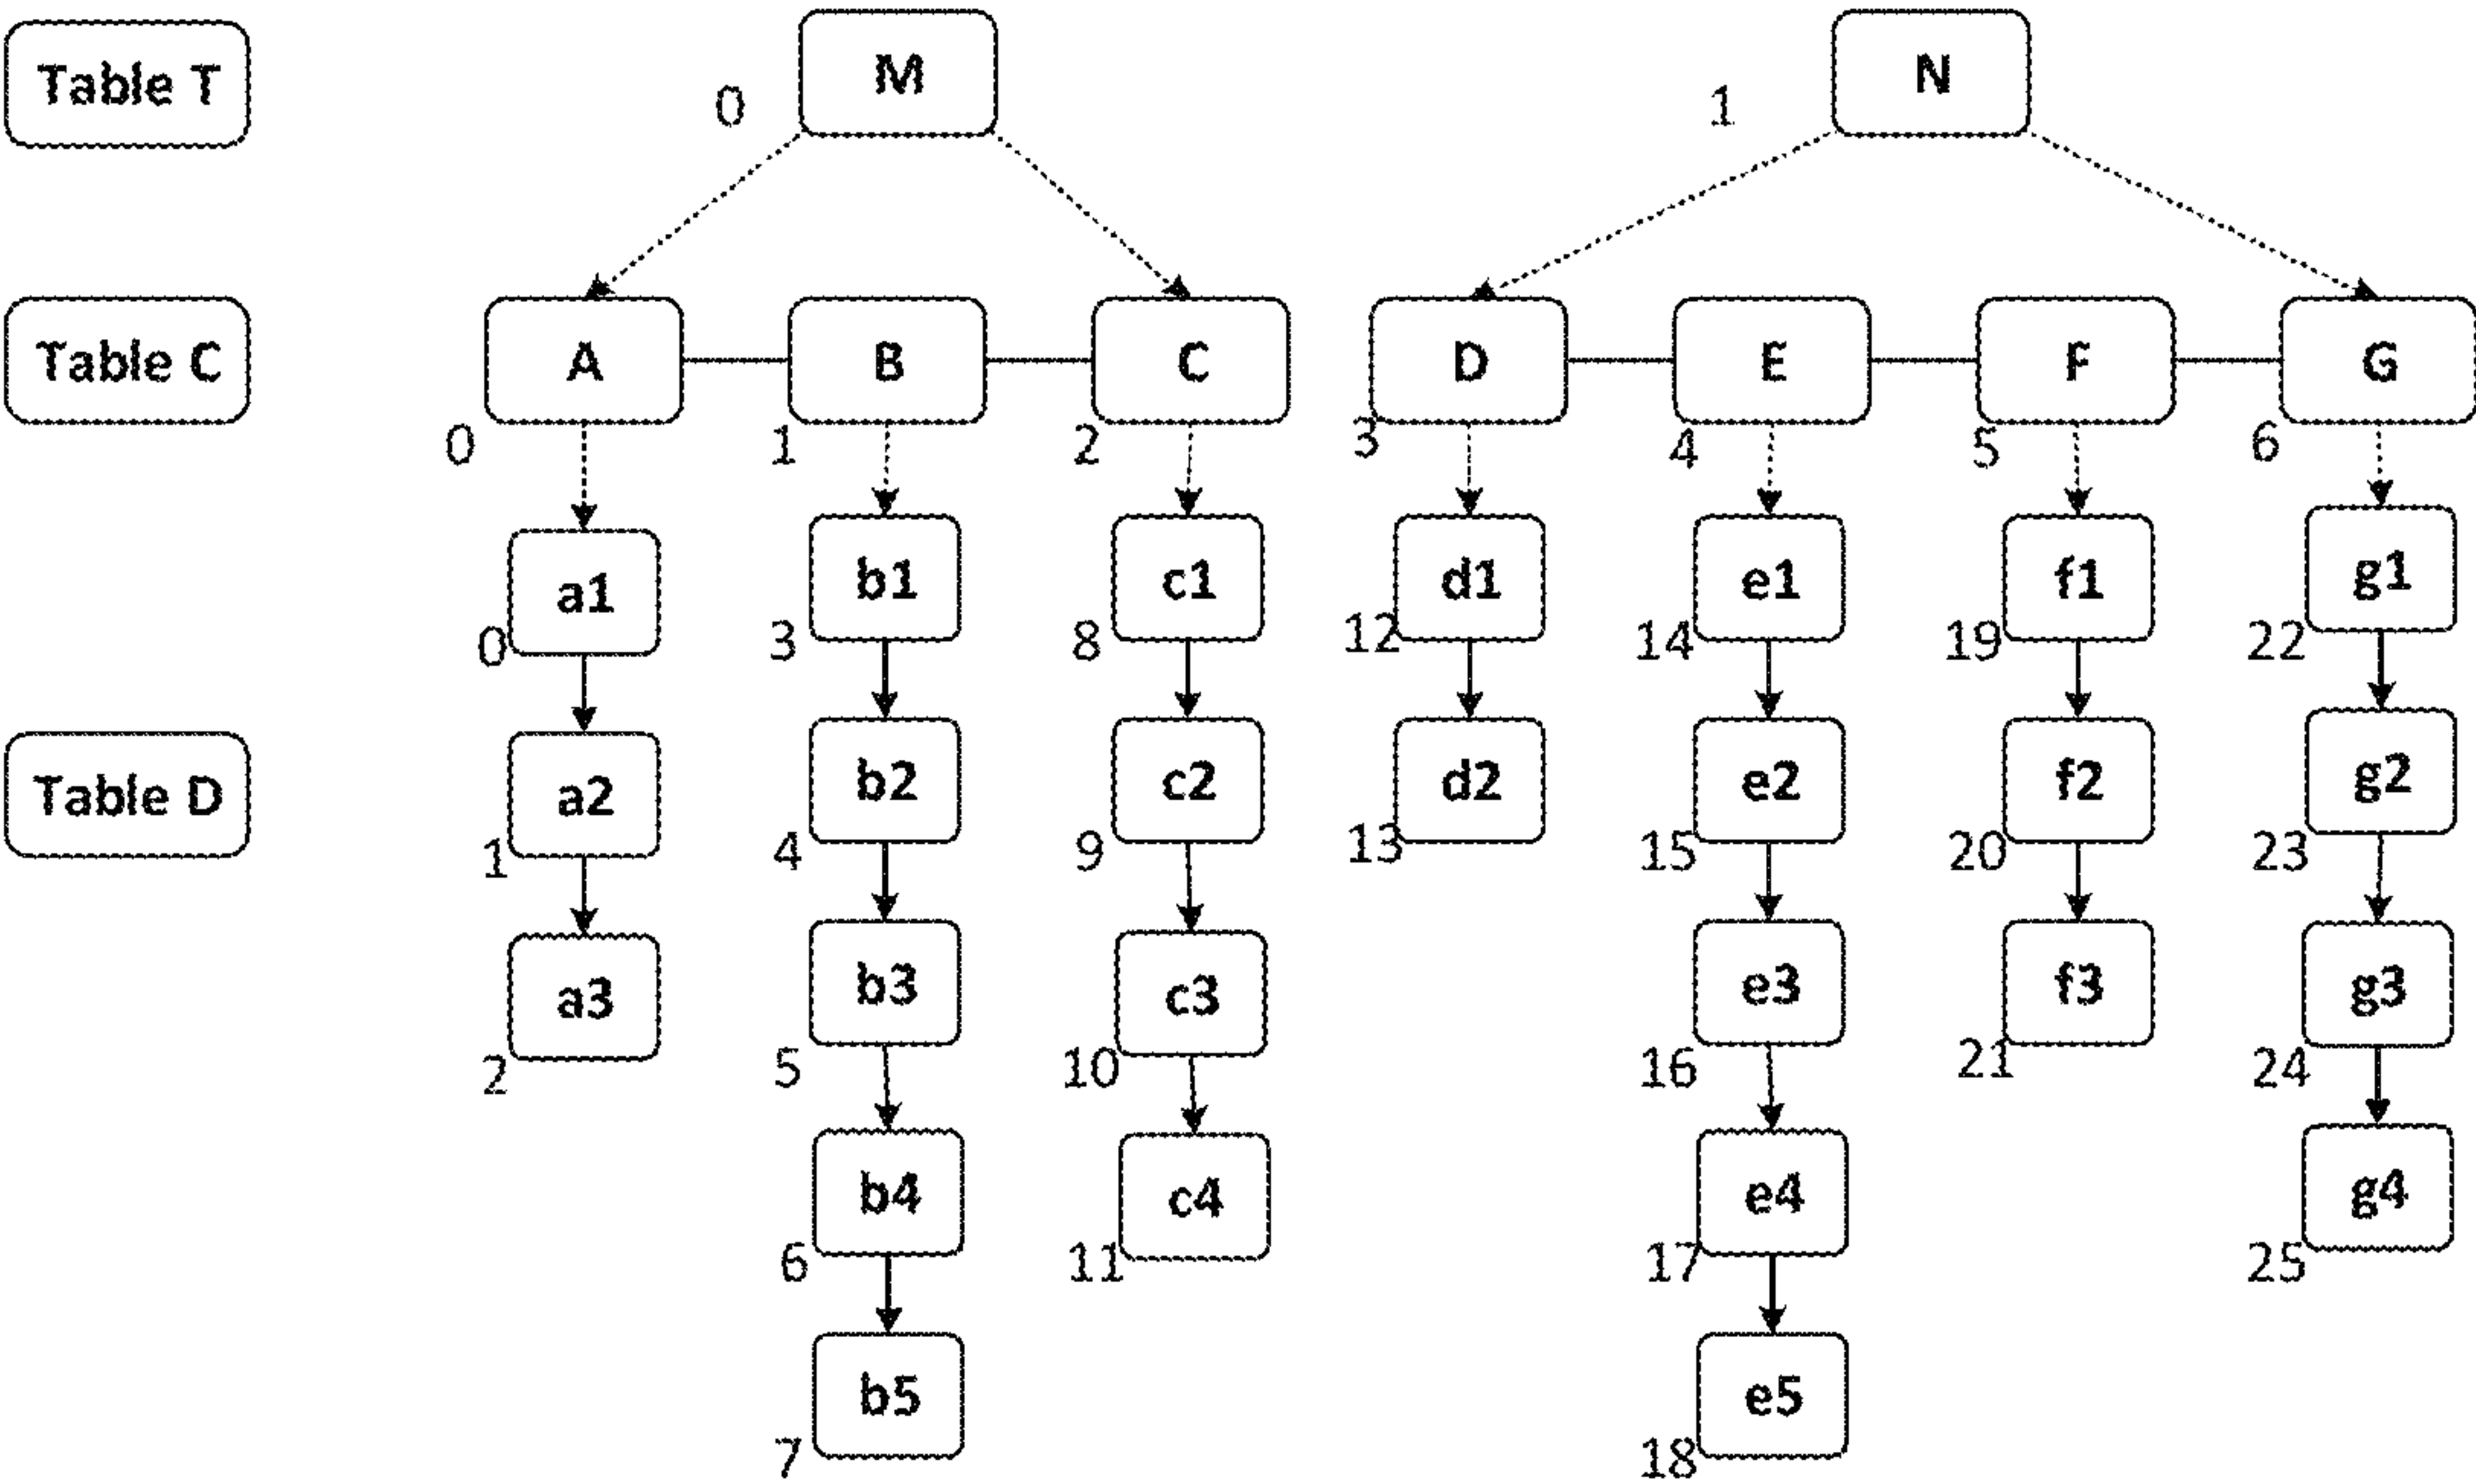 Table T
M
N
0
1
Table C
A
B
C
D
E
F
G
0
1
2
3
4
5
6
a1
b1
c1
d1
e1
f1
g1
0
3
8
12
14
19
22
Table D
a2
b2
c2
d2
e2
f2
g2
1
4
9
13
15
20
23
a3
b3
c3
e3
f3
g3
2
5
10
16
21
24
b4
c4
e4
g4
6
11
17
25
b5
e5
7
18